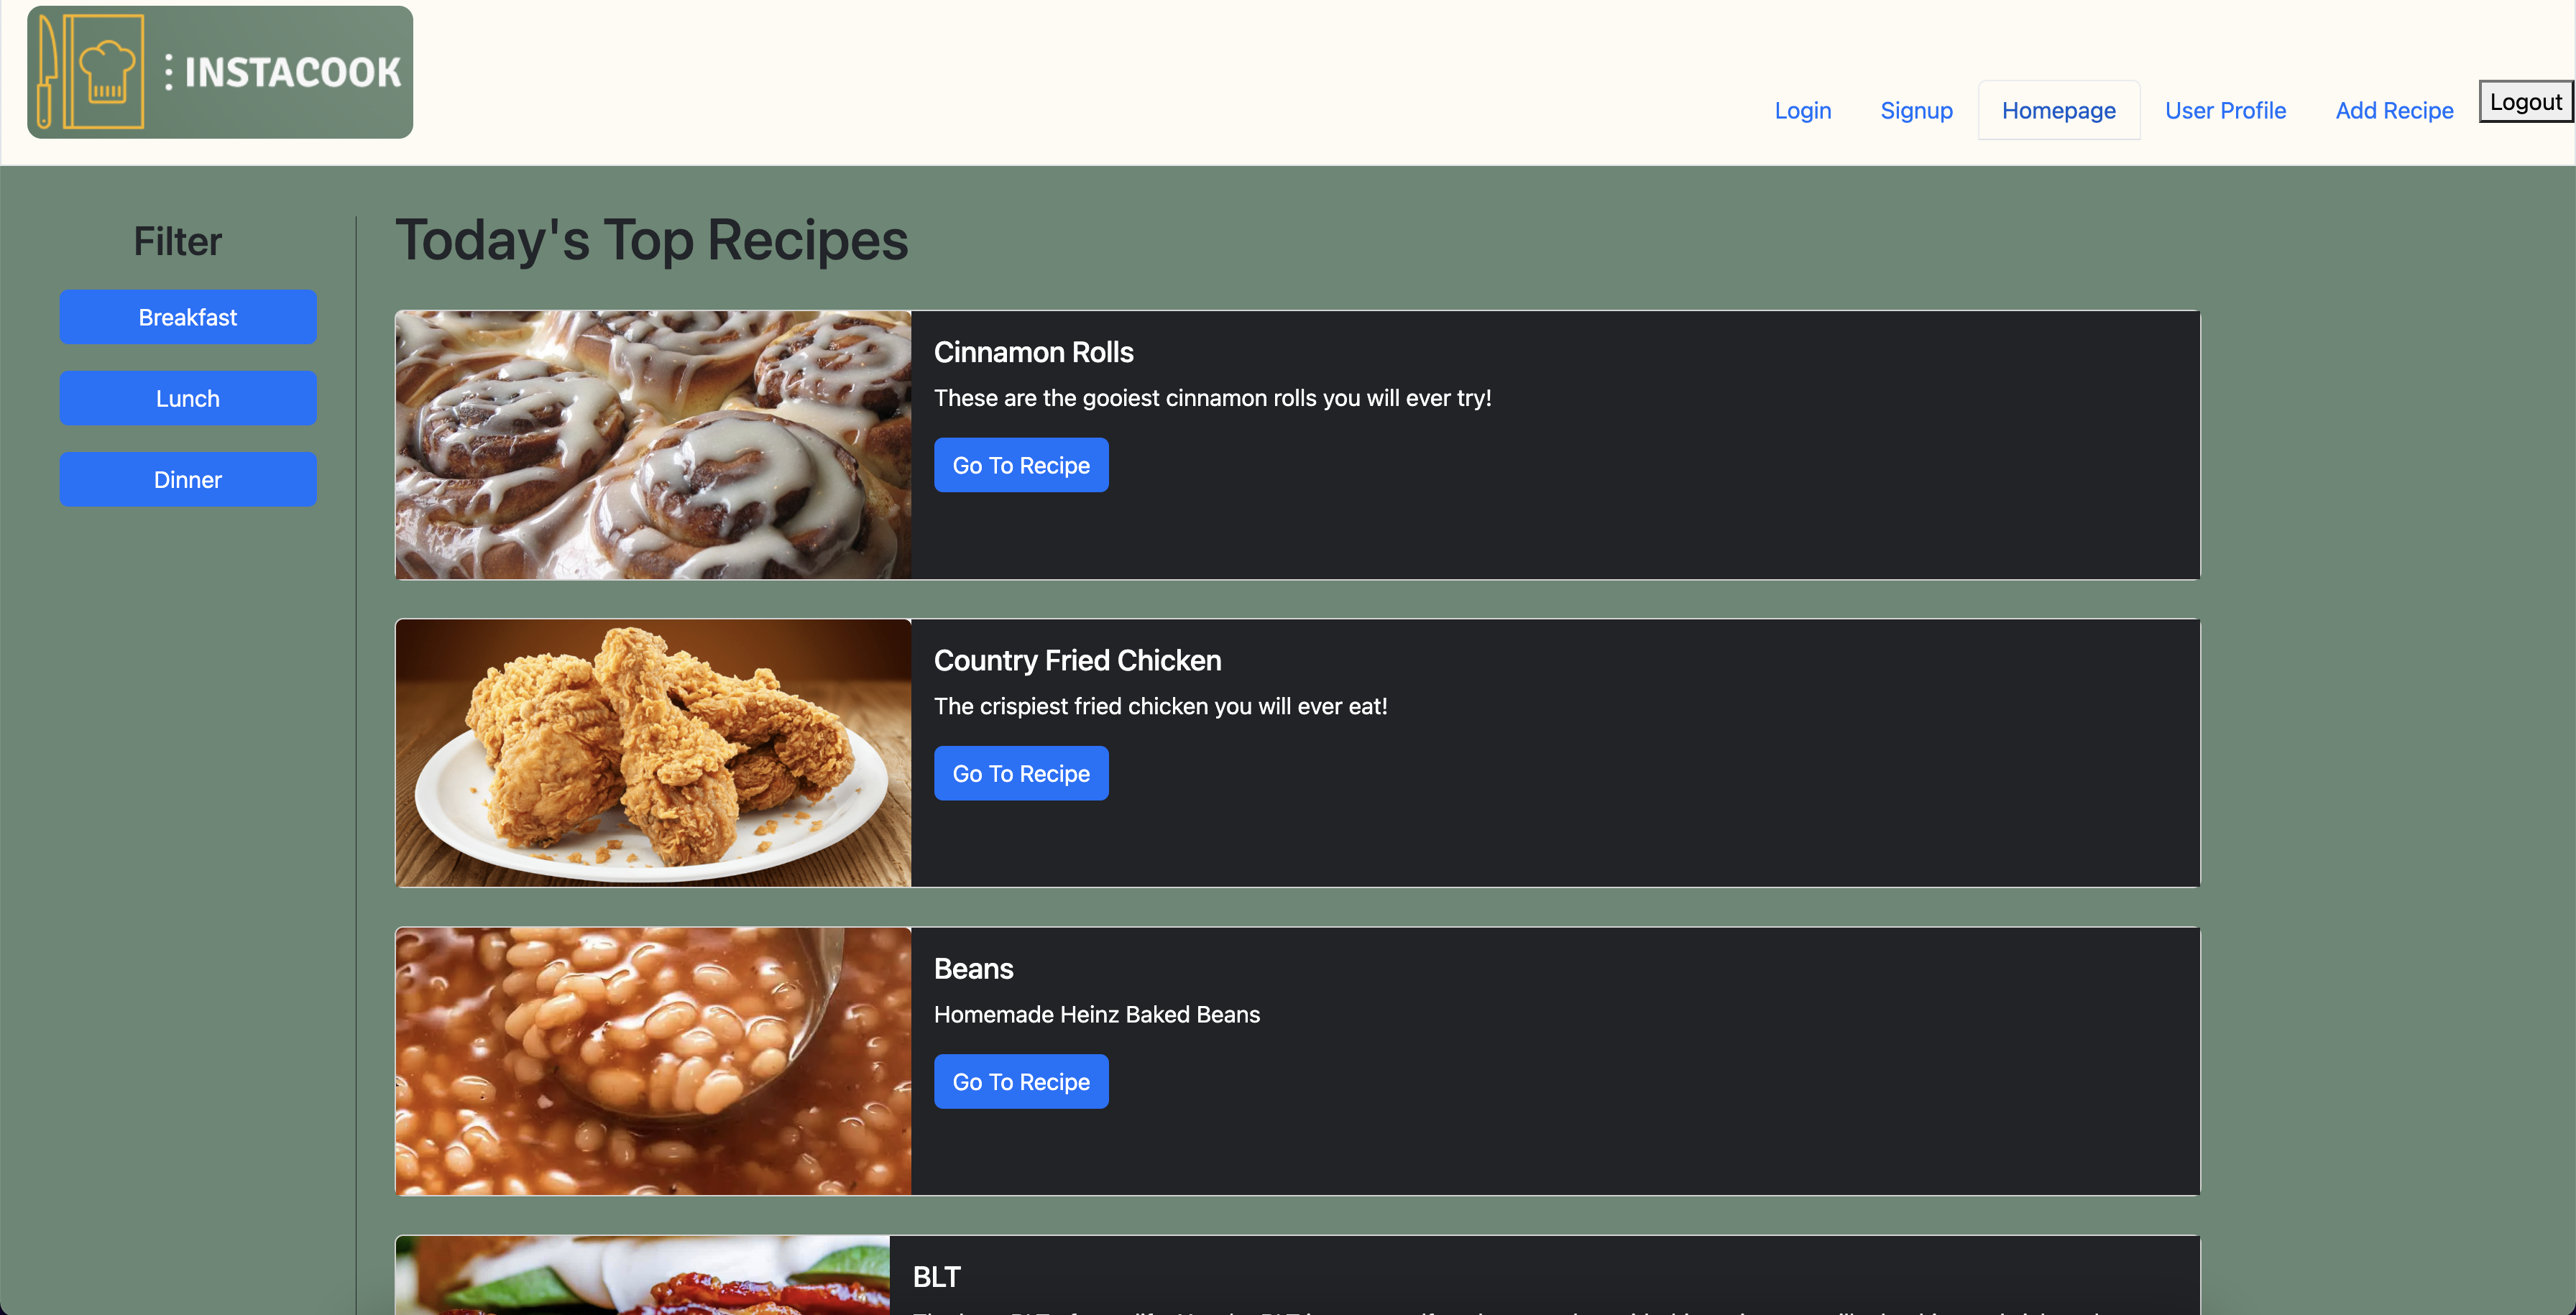 INSTACOOK
Login
Signup
Homepage
User Profile
Add Recipe
Logout
Filter
Breakfast
Lunch
Dinner
Today's Top Recipes
Cinnamon Rolls
These are the gooiest cinnamon rolls you will ever try!
Go To Recipe
Country Fried Chicken
The crispiest fried chicken you will ever eat!
Go To Recipe
Beans
Homemade Heinz Baked Beans
Go To Recipe
BLT